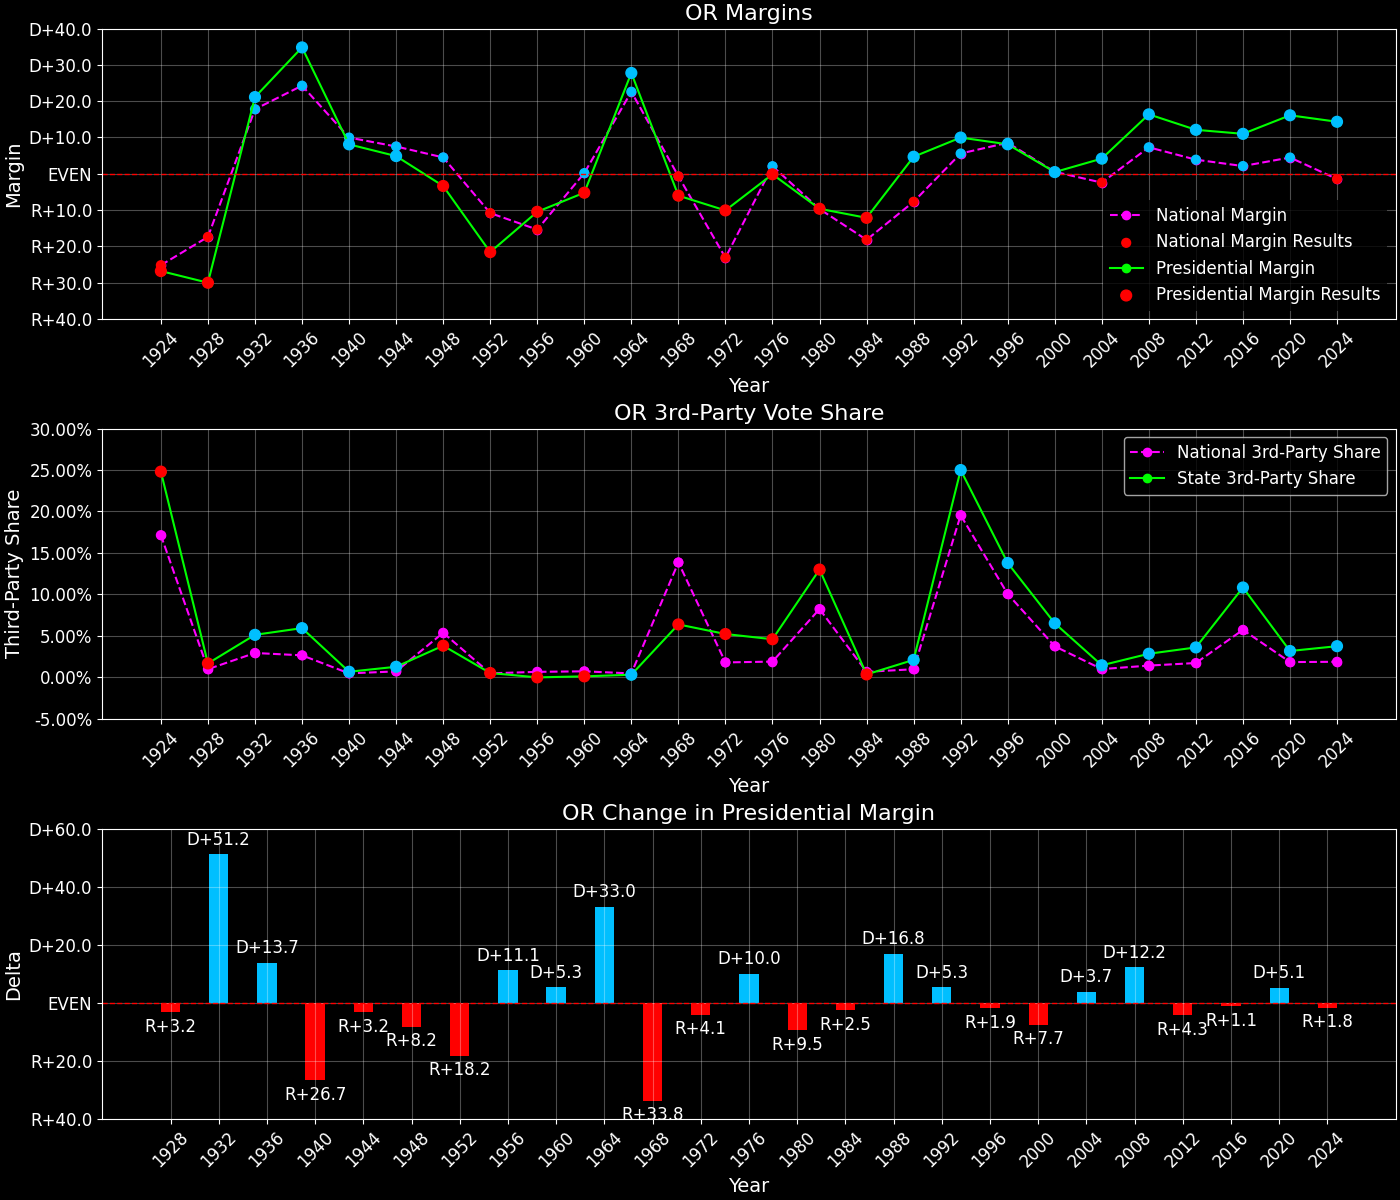 OR Margins
D+40.0
D+30.0
D+20.0
D+10.0
EVEN
R+10.0
R+20.0
R+30.0
R+40.0
Margin
National Margin
National Margin Results
Presidential Margin
Presidential Margin Results
1924 1928 1932 1936 1940 1944 1948 1952 1956 1960 1964 1968 1972 1976 1980 1984 1988 1992 1996 2000 2004 2008 2012 2016 2020 2024
Year
OR 3rd-Party Vote Share
30.00%
25.00%
20.00%
15.00%
10.00%
5.00%
0.00%
-5.00%
Third-Party Share
National 3rd-Party Share
State 3rd-Party Share
1924 1928 1932 1936 1940 1944 1948 1952 1956 1960 1964 1968 1972 1976 1980 1984 1988 1992 1996 2000 2004 2008 2012 2016 2020 2024
Year
OR Change in Presidential Margin
D+60.0
D+40.0
D+20.0
EVEN
R+20.0
R+40.0
Delta
R+3.2
D+51.2
D+13.7
R+26.7
R+3.2
R+8.2
R+18.2
D+11.1
D+5.3
D+33.0
R+33.8
R+4.1
D+10.0
R+9.5
R+2.5
D+16.8
D+5.3
R+1.9
R+7.7
D+3.7
D+12.2
R+4.3
R+1.1
D+5.1
R+1.8
1928 1932 1936 1940 1944 1948 1952 1956 1960 1964 1968 1972 1976 1980 1984 1988 1992 1996 2000 2004 2008 2012 2016 2020 2024
Year